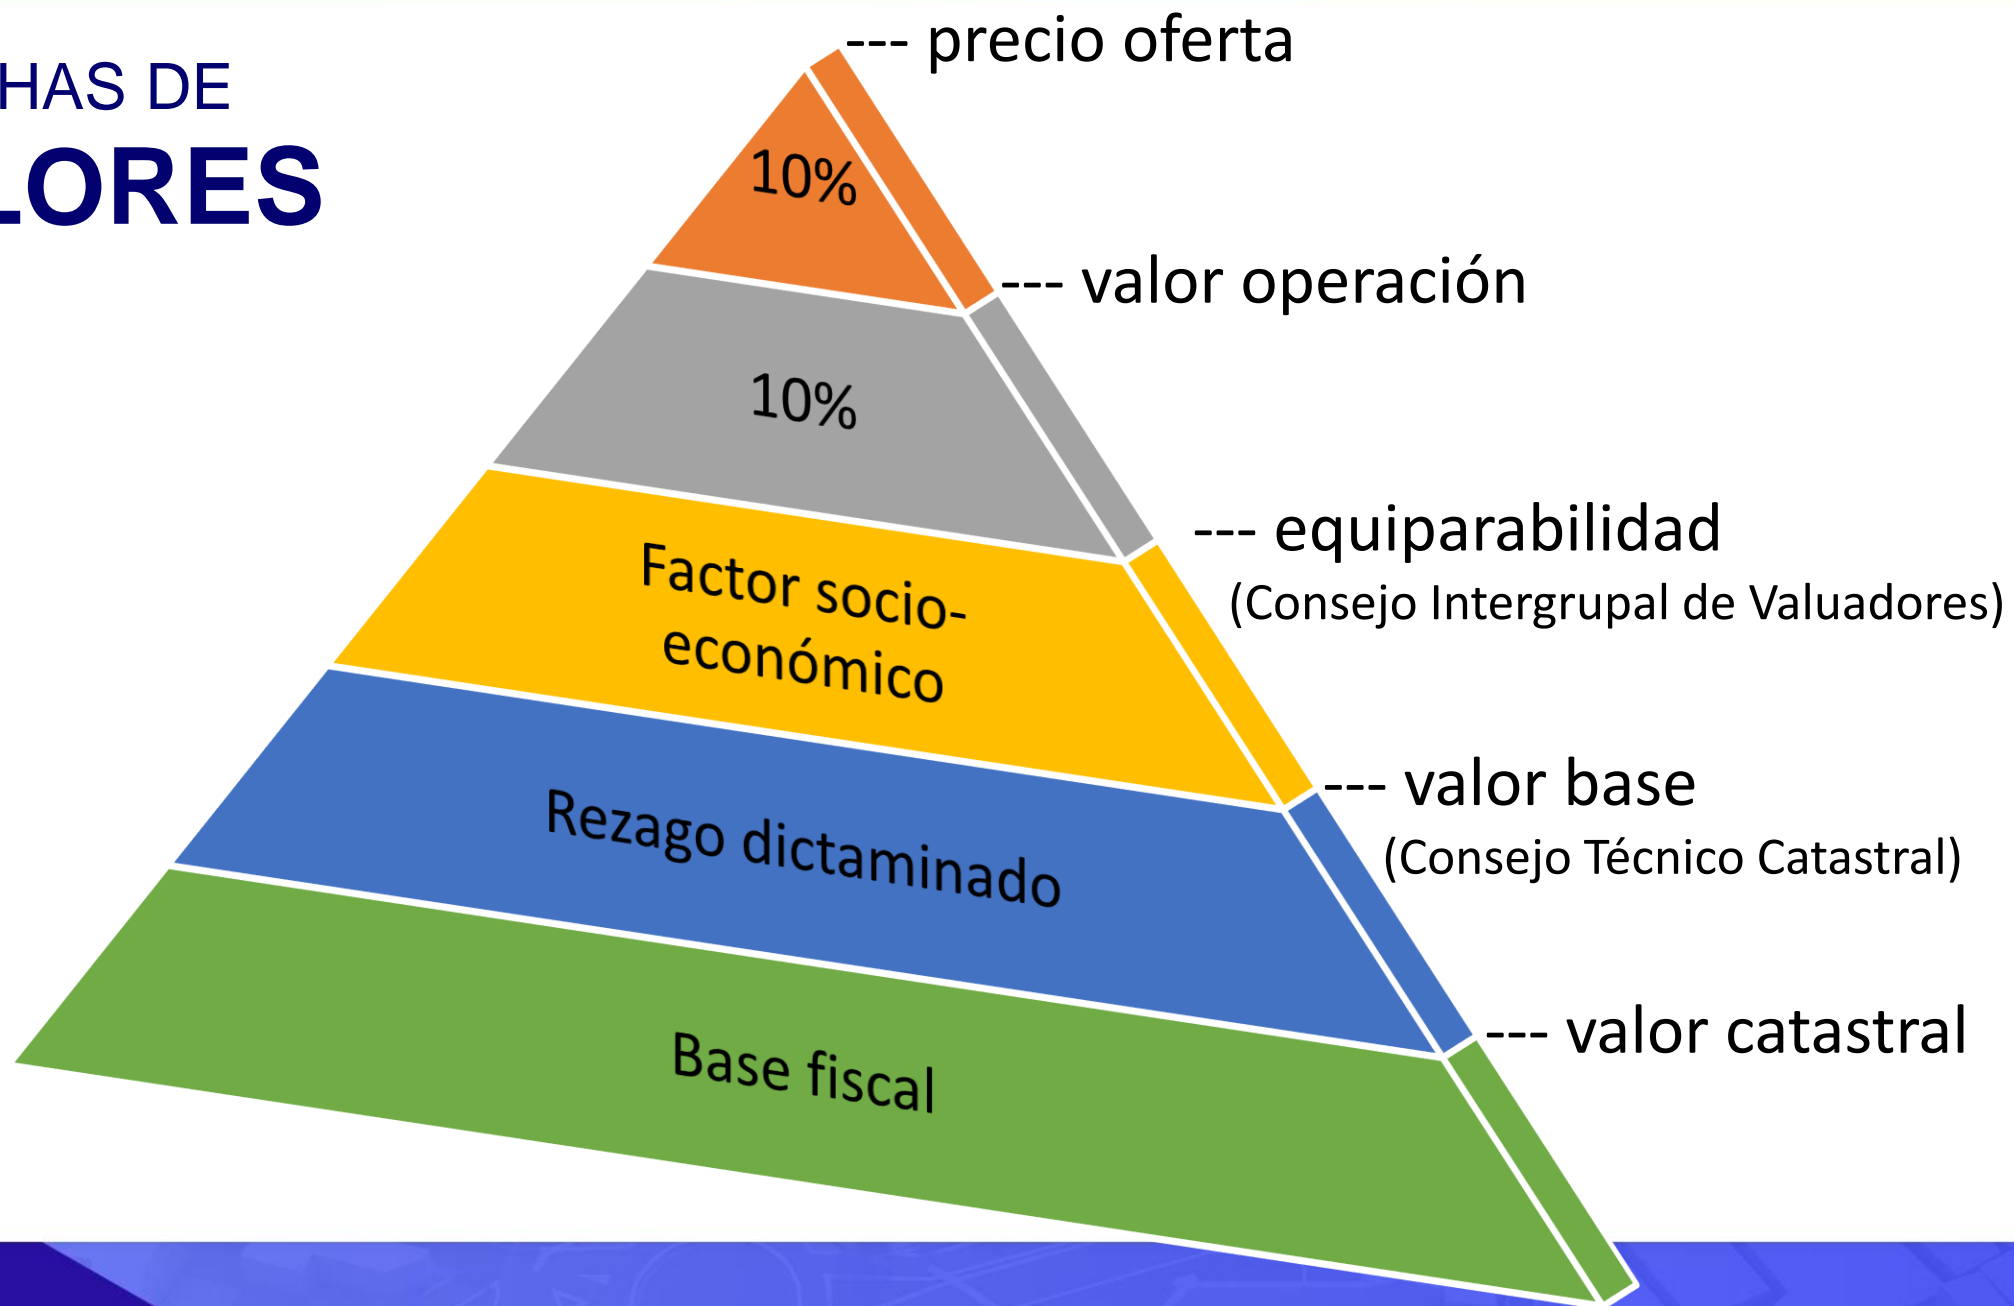 HAS DE
LORES
--- precio oferta
10%
--- valor operación
10%
--- equiparabilidad
(Consejo Intergrupal de Valuadores)
Factor socio-
económico
--- valor base
(Consejo Técnico Catastral)
Rezago dictaminado
--- valor catastral
Base fiscal